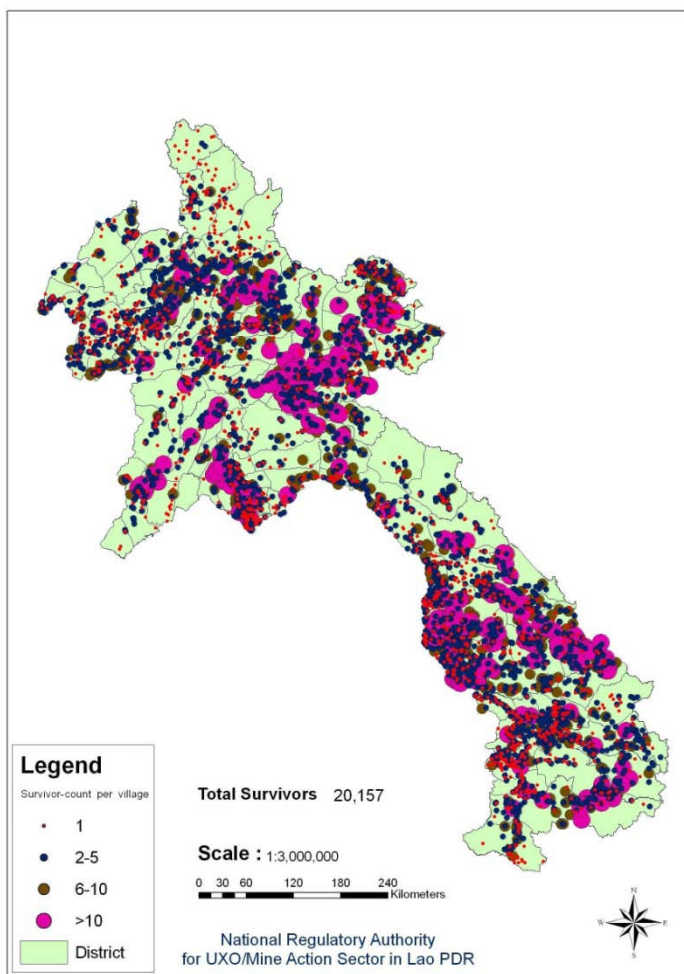 Legend
Survivor-count per village
1
2-5
6-10
>10
District
Total Survivors 20,157
Scale : 1:3,000,000
0 30 60 120 180 240
Kilometers
National Regulatory Authority
for UXO/Mine Action Sector in Lao PDR
N
W E
S